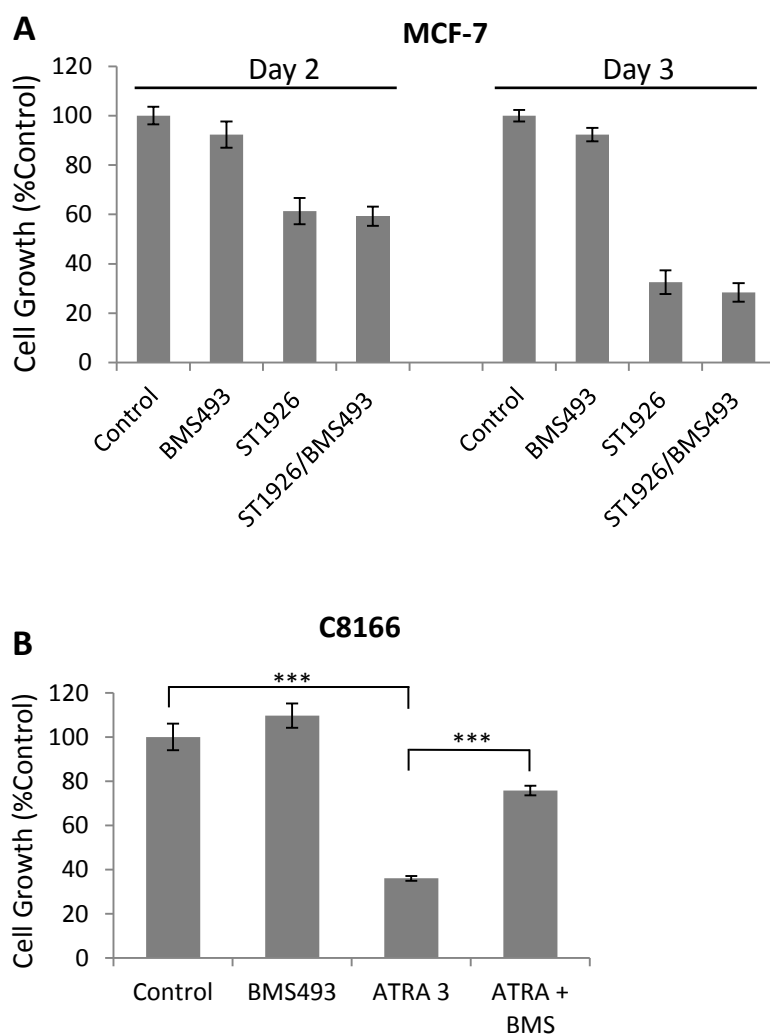 A
MCF-7
Day 2
Day 3
Cell Growth (%Control)
120
100
80
60
40
20
0
Control
BMS493
ST1926
ST1926/BMS493
Control
BMS493
ST1926
ST1926/BMS493
B
C8166
***
***
Cell Growth (%Control)
120
100
80
60
40
20
0
Control
BMS493
ATRA 3
ATRA +
BMS